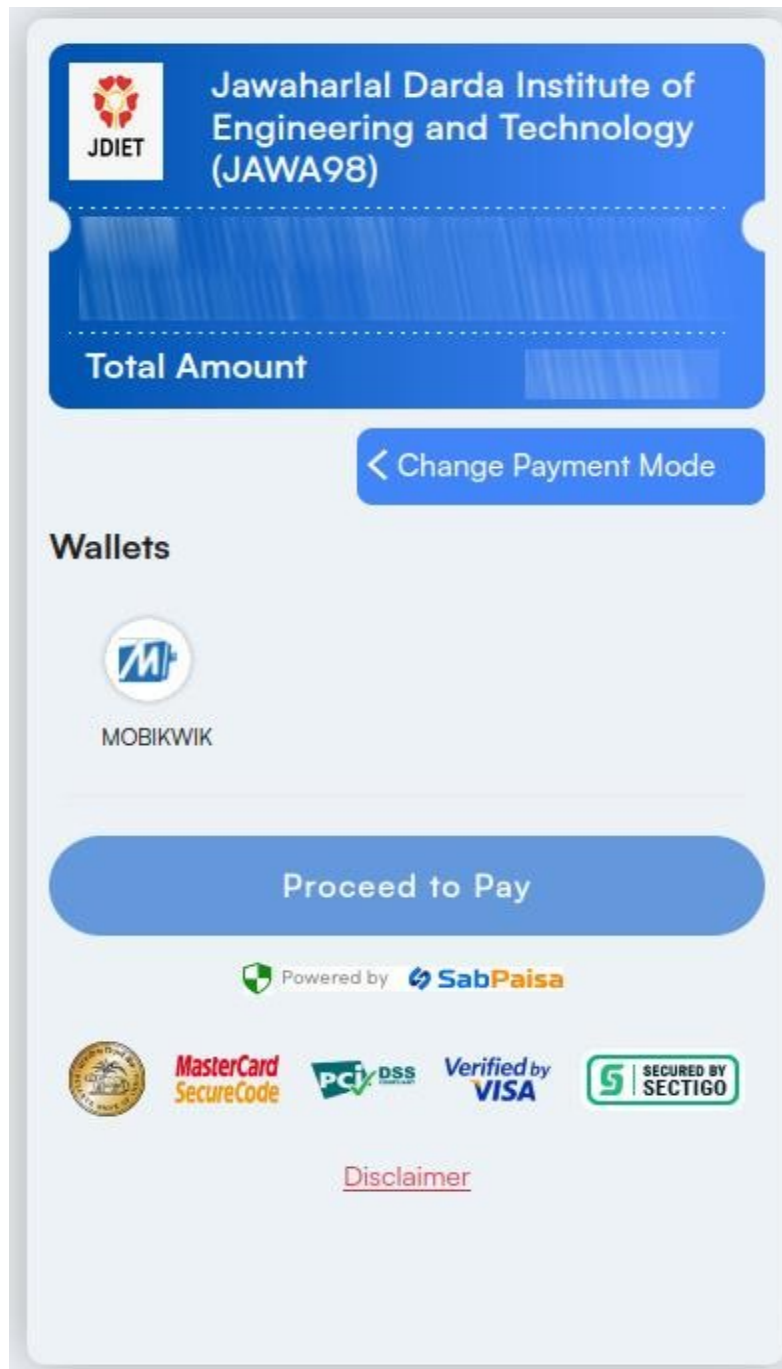 JDIET
Jawaharlal Darda Institute of
Engineering and Technology
(JAWA98)
Total Amount
Change Payment Mode
Wallets
MOBIKWIK
Proceed to Pay
Powered by SabPaisa
MasterCard
SecureCode
PCI DSS
COMPLIANT
Verified by
VISA
SECURED BY
SECTIGO
Disclaimer